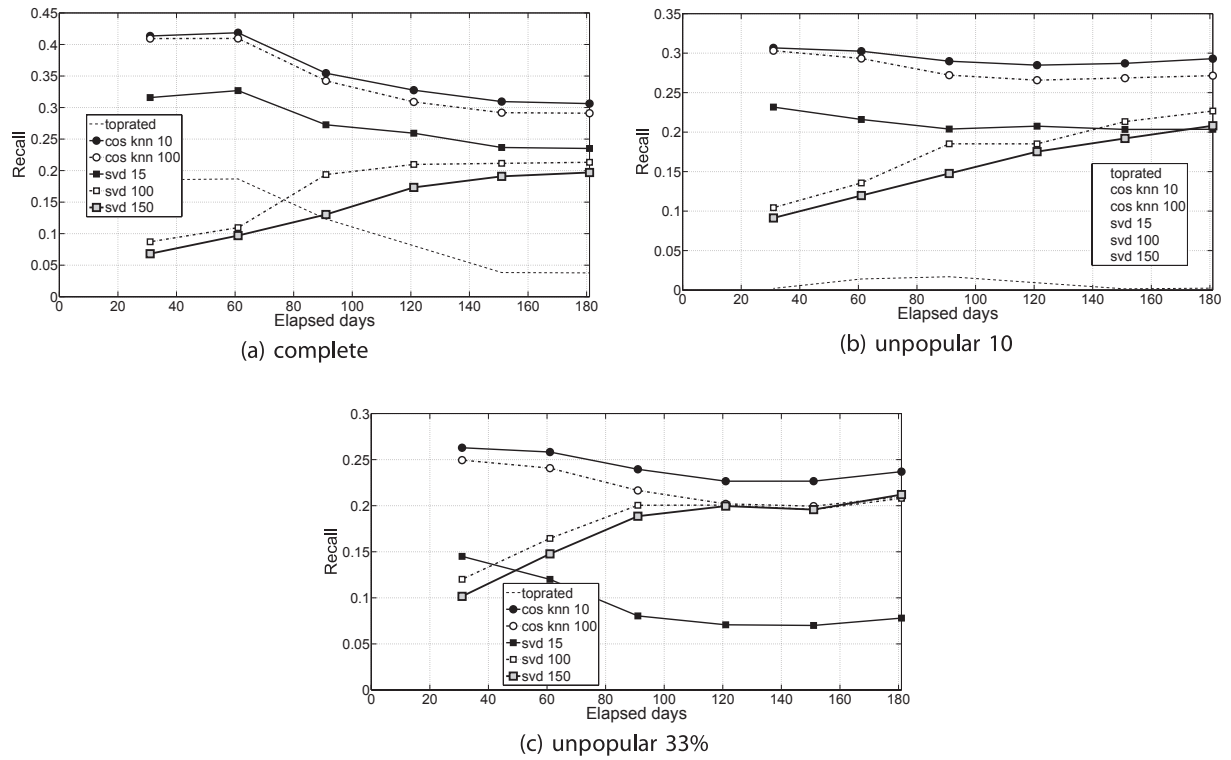 0.45
0.4
0.35
0.3
0.25
0.2
0.15
0.1
0.05
0
Recall
toprated
cos knn 10
cos knn 100
svd 15
svd 100
svd 150
0 20 40 60 80 100 120 140 160 180
Elapsed days
(a) complete
0.35
0.3
0.25
0.2
0.15
0.1
0.05
0
Recall
toprated
cos knn 10
cos knn 100
svd 15
svd 100
svd 150
0 20 40 60 80 100 120 140 160 180
Elapsed days
(b) unpopular 10
0.3
0.25
0.2
0.15
0.1
0.05
0
Recall
toprated
cos knn 10
cos knn 100
svd 15
svd 100
svd 150
0 20 40 60 80 100 120 140 160 180
Elapsed days
(c) unpopular 33%